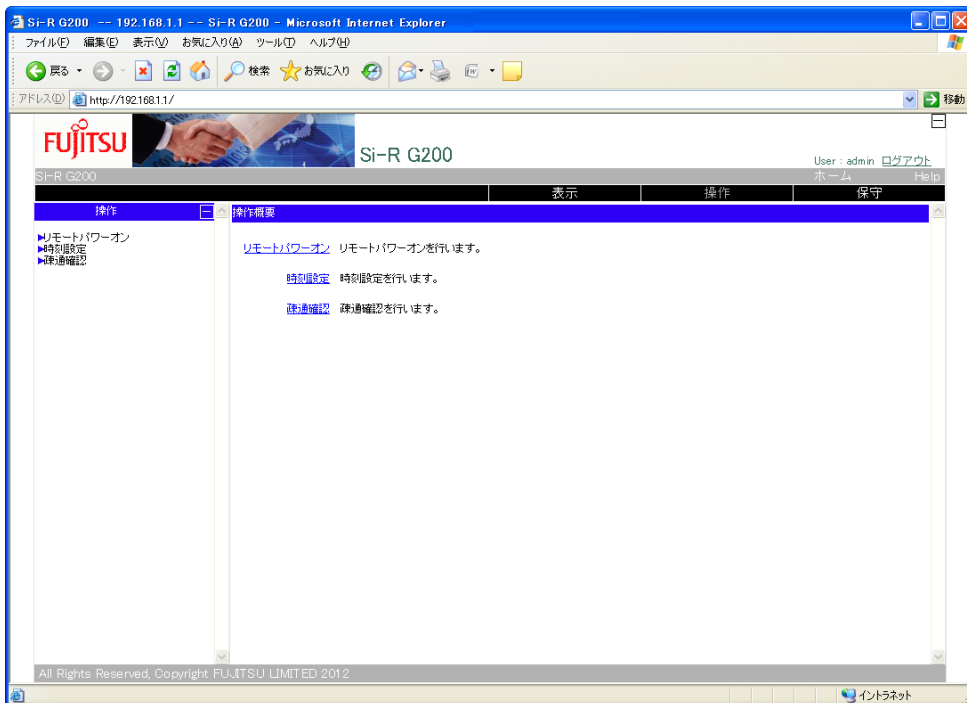 Si-R G200 -- 192.168.1.1 -- Si-R G200 - Microsoft Internet Explorer
ファイル(F) 編集(E) 表示(V) お気に入り(A) ツール(T) ヘルプ(H)
戻る 検索 お気に入り
アドレス(D) http://192.168.1.1/ 移動
FUJITSU
Si-R G200
User : admin ログアウト
Si-R G200 ホーム Help
表示 操作 保守
操作
リモートパワーオン
時刻設定
疎通確認
操作概要
リモートパワーオン リモートパワーオンを行います。
時刻設定 時刻設定を行います。
疎通確認 疎通確認を行います。
All Rights Reserved, Copyright FUJITSU LIMITED 2012
イントラネット